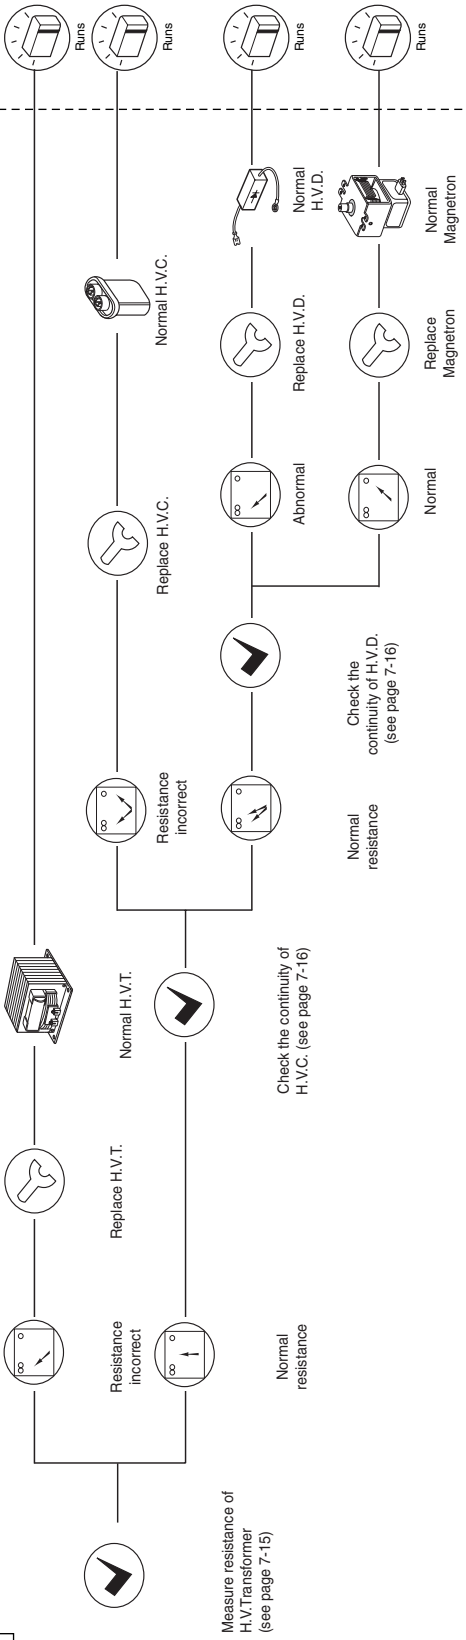 Measure resistance of
H.V.Transformer
(see page 7-15)
Resistance
incorrect
Replace H.V.T.
Normal H.V.T.
Runs
Normal
resistance
Check the continuity of
H.V.C. (see page 7-16)
Resistance
incorrect
Replace H.V.C.
Normal H.V.C.
Runs
Normal
resistance
Check the
continuity of H.V.D.
(see page 7-16)
Abnormal
Replace H.V.D.
Normal
H.V.D.
Runs
Normal
Replace
Magnetron
Normal
Magnetron
Runs